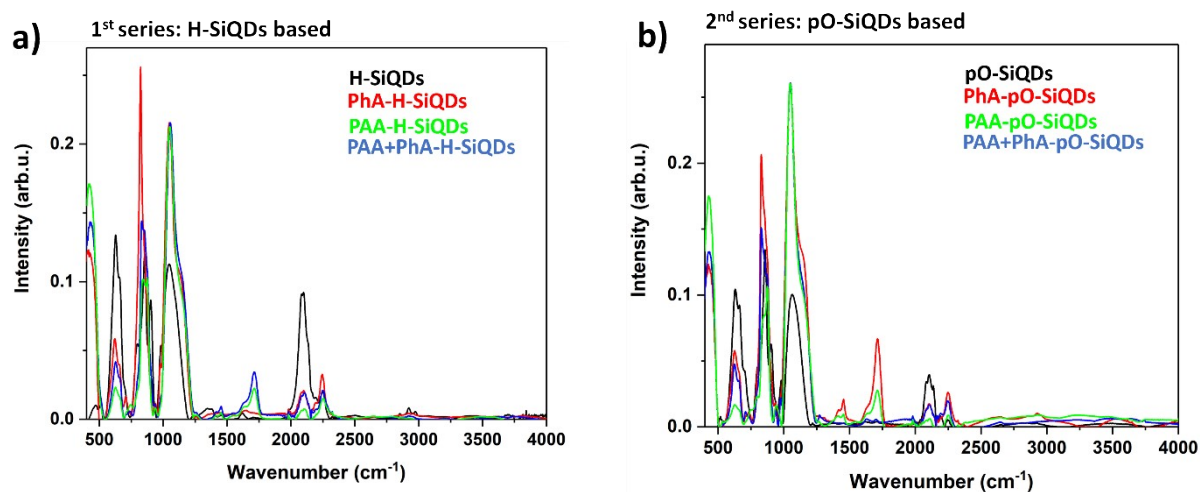 a) 1st series: H-SiQDs based
H-SiQDs
PhA-H-SiQDs
PAA-H-SiQDs
PAA+PhA-H-SiQDs
Intensity (arb.u.)
0.2
0.1
0.0
500 1000 1500 2000 2500 3000 3500 4000
Wavenumber (cm-1)
b) 2nd series: pO-SiQDs based
pO-SiQDs
PhA-pO-SiQDs
PAA-pO-SiQDs
PAA+PhA-pO-SiQDs
Intensity (arb.u.)
0.2
0.1
0.0
500 1000 1500 2000 2500 3000 3500 4000
Wavenumber (cm-1)